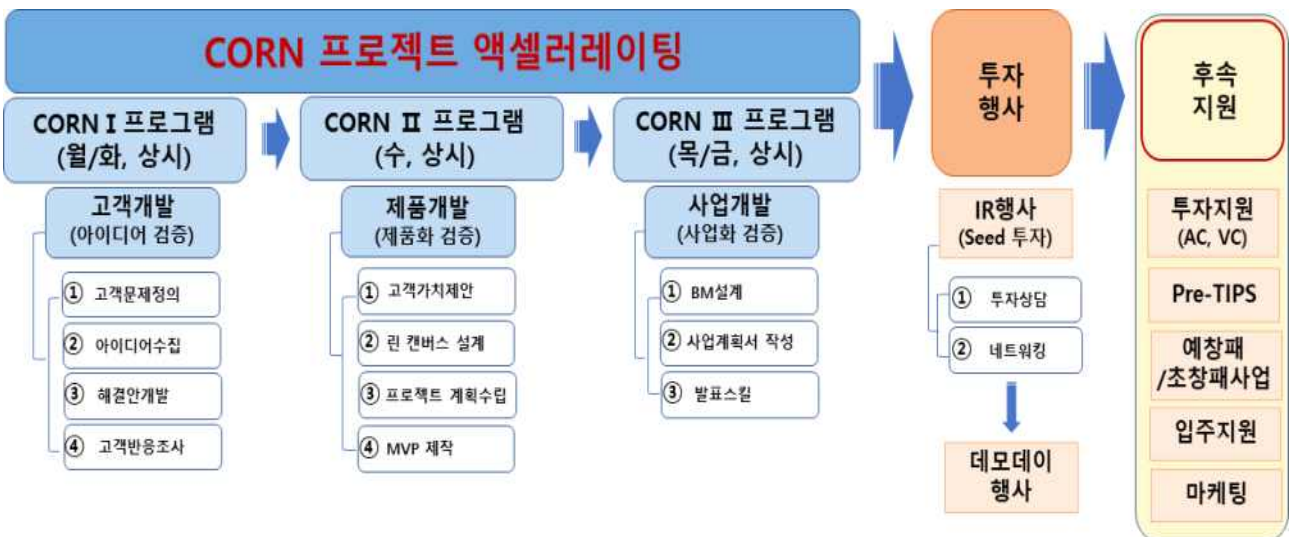 CORN 프로젝트 액셀러레이팅
CORN I 프로그램
(월/화, 상시)
고객개발
(아이디어 검증)
① 고객문제정의
② 아이디어수집
③ 해결안개발
④ 고객반응조사
CORN Ⅱ 프로그램
(수, 상시)
제품개발
(제품화 검증)
① 고객가치제안
② 린 캔버스 설계
③ 프로젝트 계획수립
④ MVP 제작
CORN Ⅲ 프로그램
(목/금, 상시)
사업개발
(사업화 검증)
① BM설계
② 사업계획서 작성
③ 발표스킬
투자
행사
IR행사
(Seed 투자)
① 투자상담
② 네트워킹
데모데이
행사
후속
지원
투자지원
(AC, VC)
Pre-TIPS
예창패
/초창패사업
입주지원
마케팅